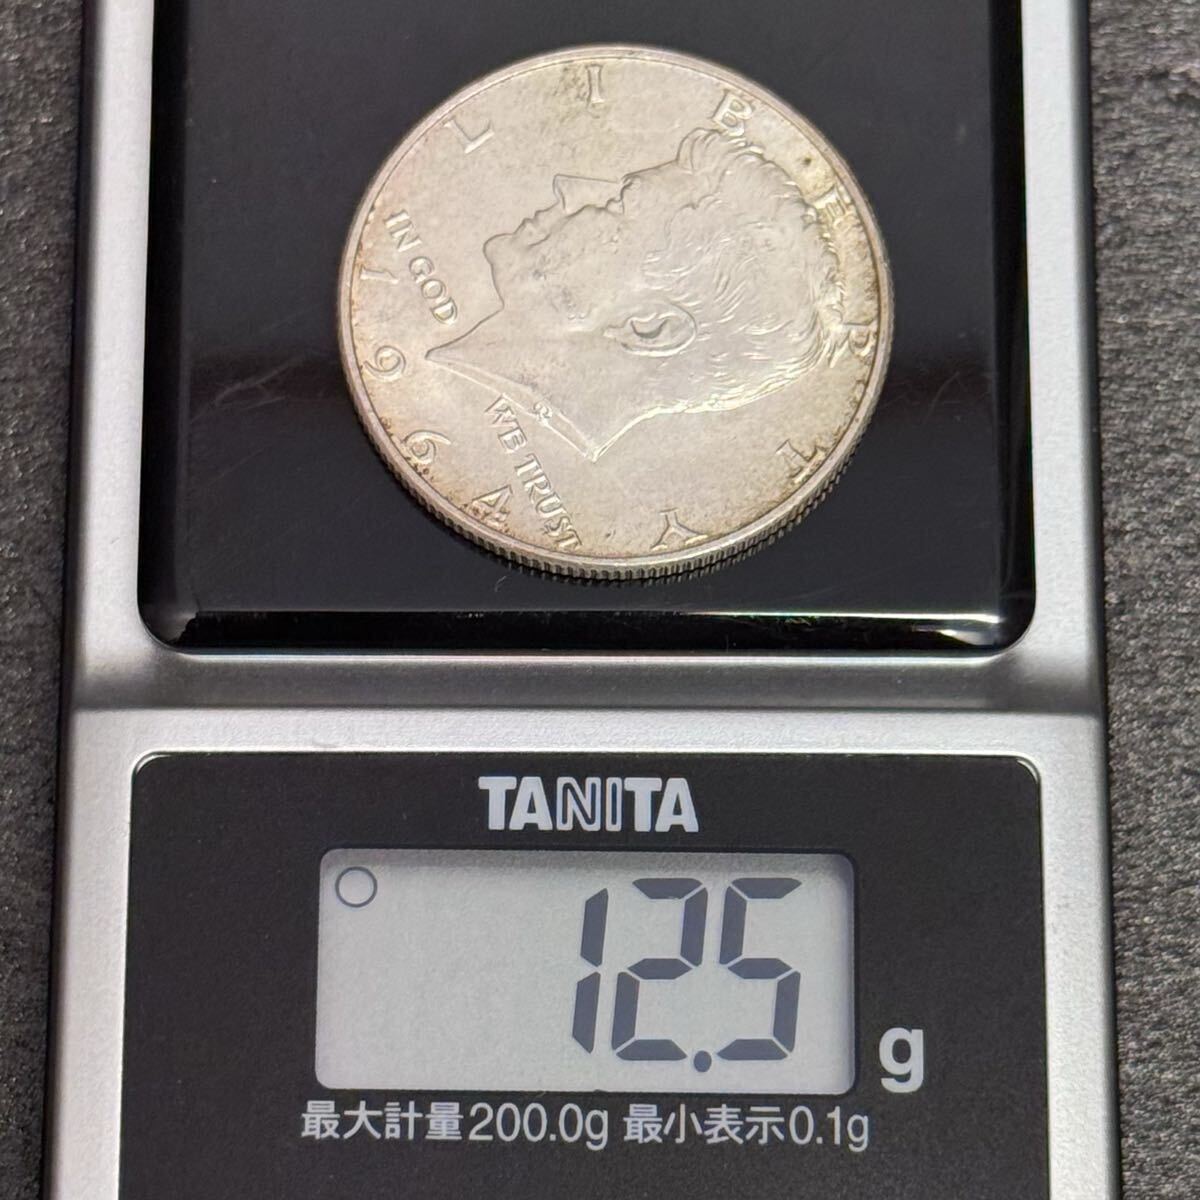 LIBERTY
IN GOD
WE TRUST
1964
TANITA
12.5 g
最大計量200.0g 最小表示0.1g